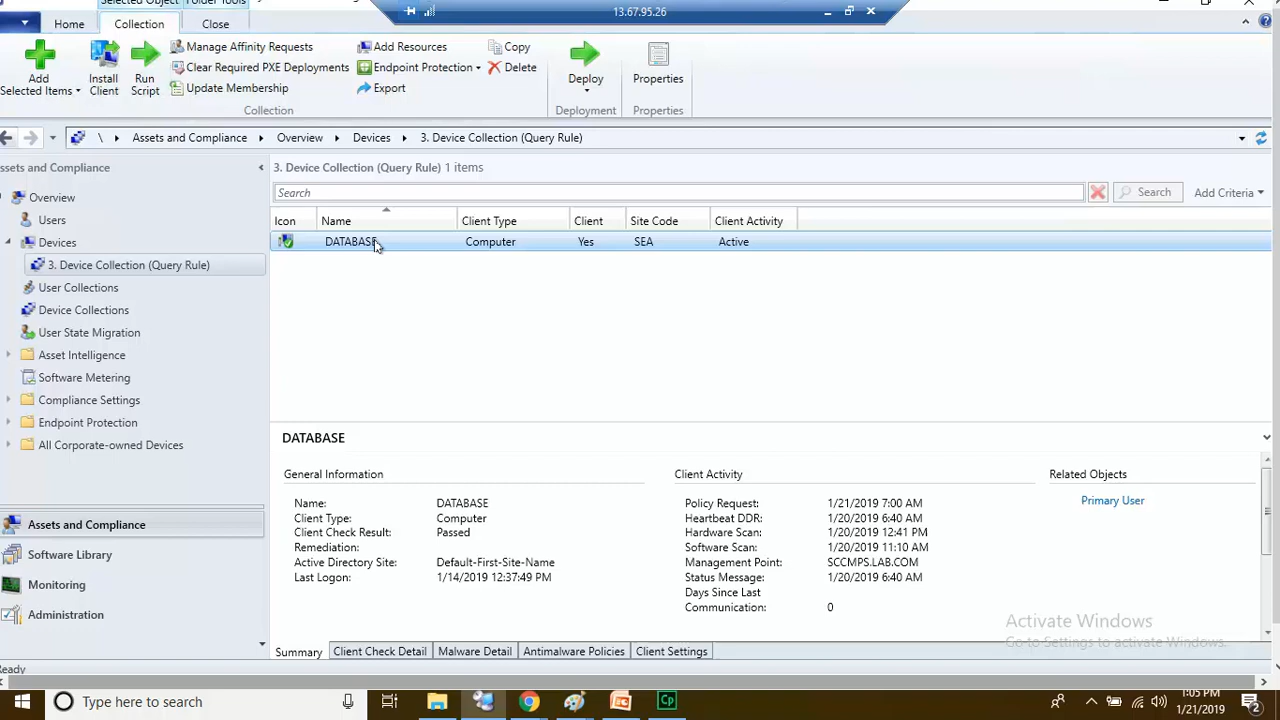 Selected Object Folder Tools
13.67.95.26
Home Collection Close
Add Selected Items
Install Client
Run Script
Manage Affinity Requests
Clear Required PXE Deployments
Update Membership
Add Resources
Endpoint Protection
Export
Copy
Delete
Collection
Deploy
Deployment
Properties
Properties
\ Assets and Compliance Overview Devices 3. Device Collection (Query Rule)
ssets and Compliance
Overview
Users
Devices
3. Device Collection (Query Rule)
User Collections
Device Collections
User State Migration
Asset Intelligence
Software Metering
Compliance Settings
Endpoint Protection
All Corporate-owned Devices
Assets and Compliance
Software Library
Monitoring
Administration
3. Device Collection (Query Rule) 1 items
Search Search Add Criteria
Icon Name Client Type Client Site Code Client Activity
DATABASE Computer Yes SEA Active
DATABASE
General Information
Name: DATABASE
Client Type: Computer
Client Check Result: Passed
Remediation:
Active Directory Site: Default-First-Site-Name
Last Logon: 1/14/2019 12:37:49 PM
Client Activity
Policy Request: 1/21/2019 7:00 AM
Heartbeat DDR: 1/20/2019 6:40 AM
Hardware Scan: 1/20/2019 12:41 PM
Software Scan: 1/20/2019 11:10 AM
Management Point: SCCMPS.LAB.COM
Status Message: 1/20/2019 6:40 AM
Days Since Last
Communication: 0
Related Objects
Primary User
Activate Windows
Go to Settings to activate Windows.
Summary Client Check Detail Malware Detail Antimalware Policies Client Settings
Ready
Type here to search
Cp
1:05 PM
1/21/2019
2